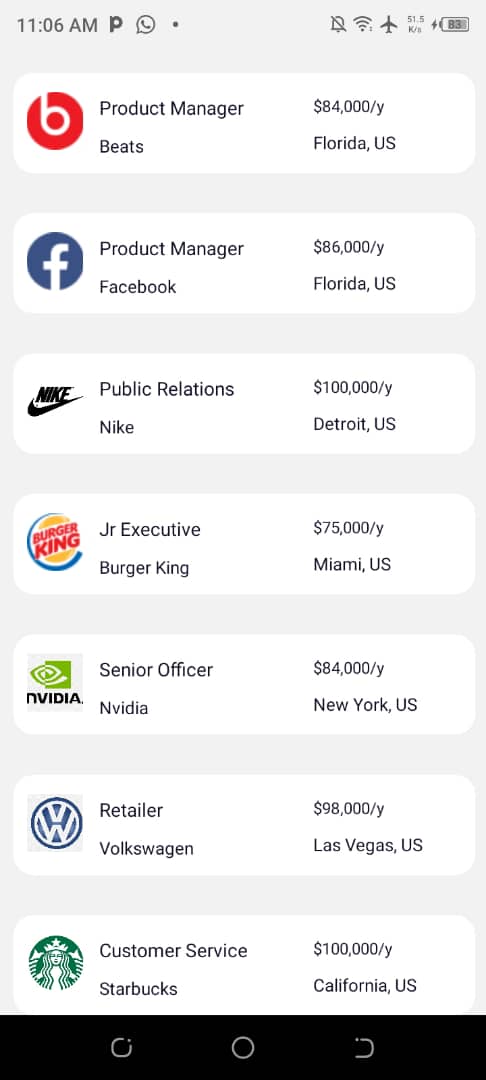 11:06 AM
51.5
K/s
83
Product Manager
$84,000/y
Beats
Florida, US
Product Manager
$86,000/y
Facebook
Florida, US
NIKE
Public Relations
$100,000/y
Nike
Detroit, US
BURGER
KING
Jr Executive
$75,000/y
Burger King
Miami, US
NVIDIA.
Senior Officer
$84,000/y
Nvidia
New York, US
Retailer
$98,000/y
Volkswagen
Las Vegas, US
Customer Service
$100,000/y
Starbucks
California, US